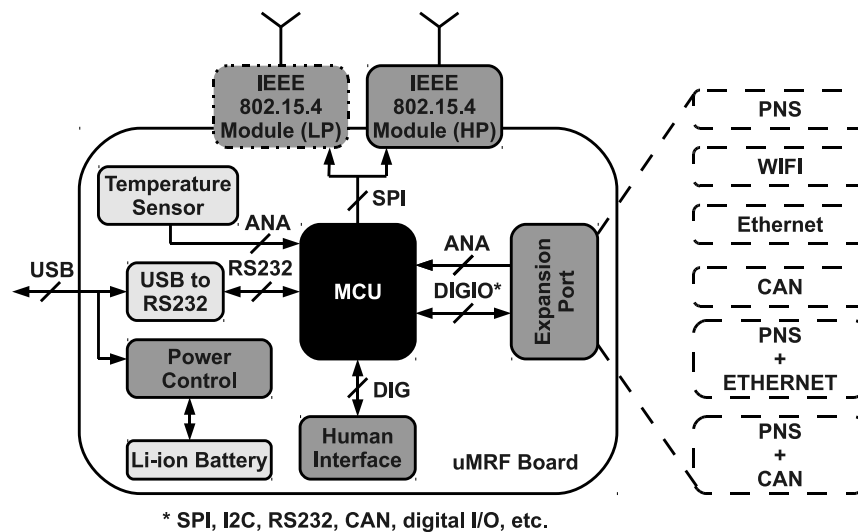 IEEE
802.15.4
Module (LP)
IEEE
802.15.4
Module (HP)
PNS
WIFI
Ethernet
CAN
PNS
+
ETHERNET
PNS
+
CAN
Temperature
Sensor
SPI
ANA
ANA
USB
USB to
RS232
RS232
MCU
DIGIO*
Expansion
Port
Power
Control
DIG
Li-ion Battery
Human
Interface
uMRF Board
* SPI, I2C, RS232, CAN, digital I/O, etc.